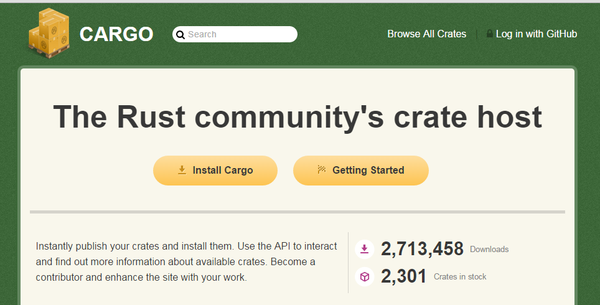 CARGO
Search
Browse All Crates
Log in with GitHub
The Rust community's crate host
Install Cargo
Getting Started
Instantly publish your crates and install them. Use the API to interact
and find out more information about available crates. Become a
contributor and enhance the site with your work.
2,713,458 Downloads
2,301 Crates in stock